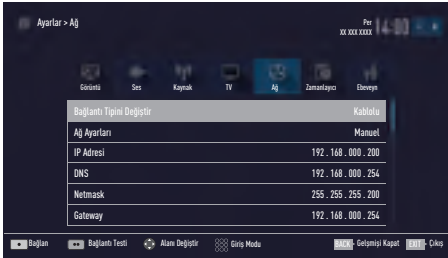 Ayarlar > Ağ
Per
xx xxx xxxx
14:00
Görüntü Ses Kaynak TV Ağ Zamanlayıcı Ebeveyn
Bağlantı Tipini Değiştir Kablolu
Ağ Ayarları Manuel
IP Adresi 192 . 168 . 000 . 200
DNS 192 . 168 . 000 . 254
Netmask 255 . 255 . 255 . 200
Gateway 192 . 168 . 000 . 254
Bağlan Bağlantı Testi Alanı Değiştir Giriş Modu BACK Gelşmişi Kapat EXIT Çıkış